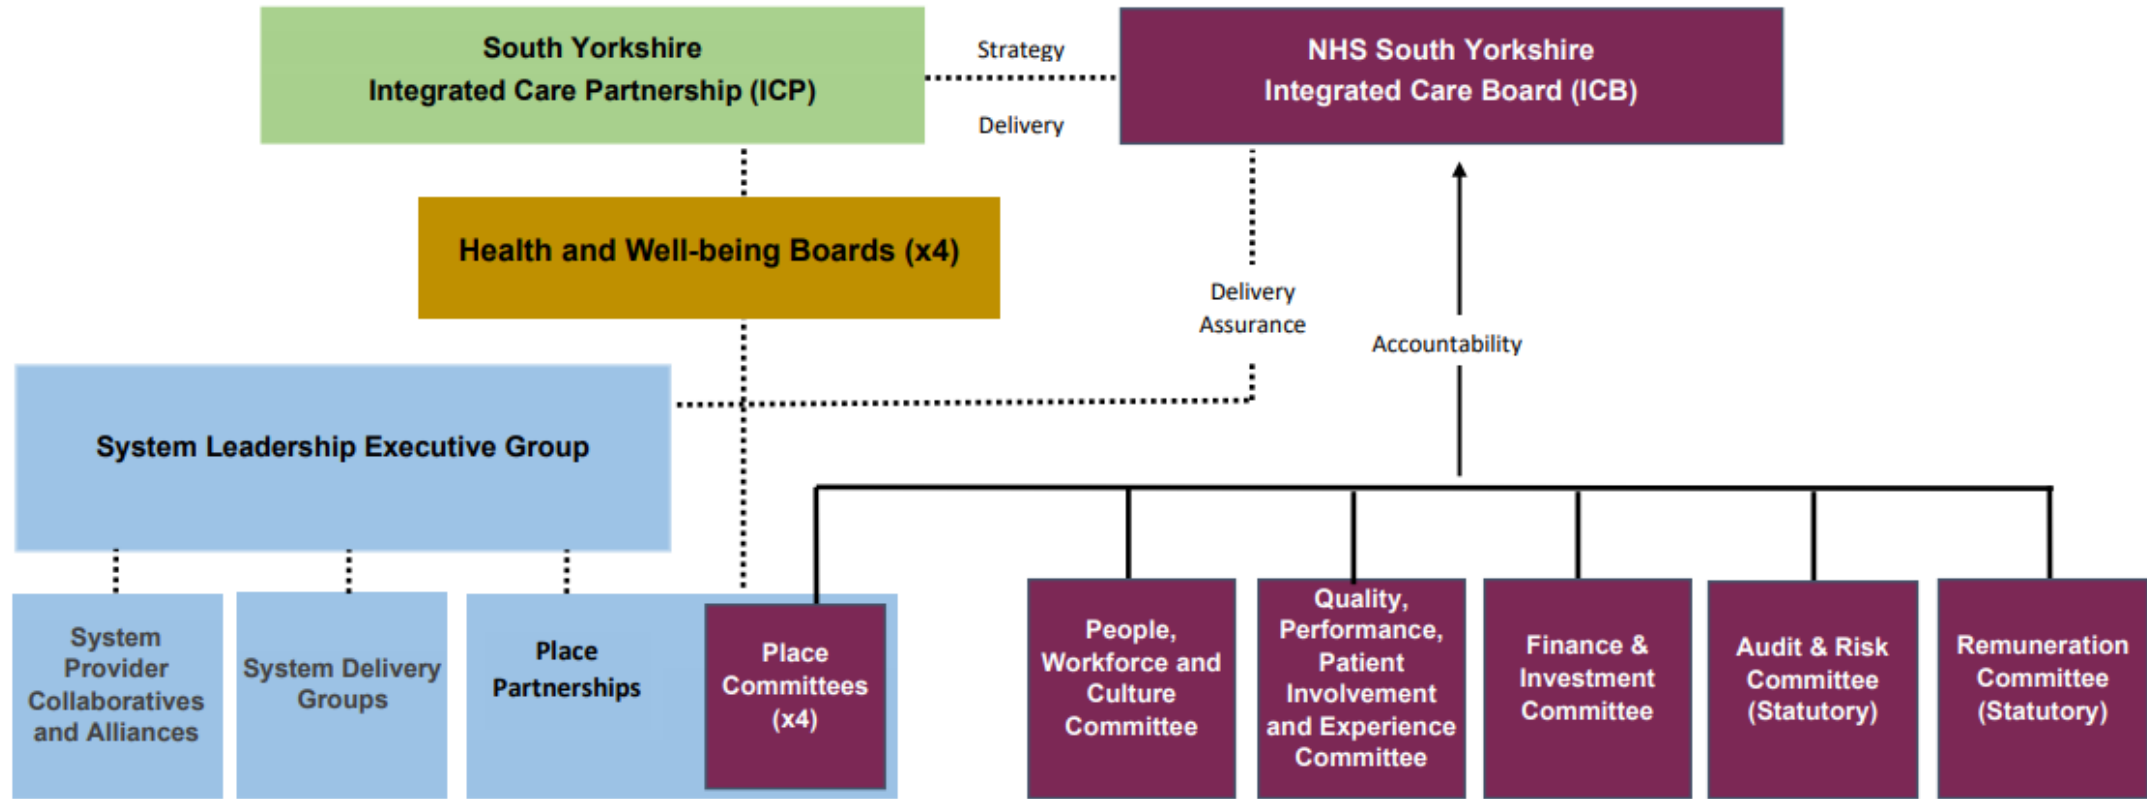 South Yorkshire
Integrated Care Partnership (ICP)
Strategy
Delivery
NHS South Yorkshire
Integrated Care Board (ICB)
Health and Well-being Boards (x4)
Delivery
Assurance
Accountability
System Leadership Executive Group
System
Provider
Collaboratives
and Alliances
System Delivery
Groups
Place
Partnerships
Place
Committees
(x4)
People,
Workforce and
Culture
Committee
Quality,
Performance,
Patient
Involvement
and Experience
Committee
Finance &
Investment
Committee
Audit & Risk
Committee
(Statutory)
Remuneration
Committee
(Statutory)